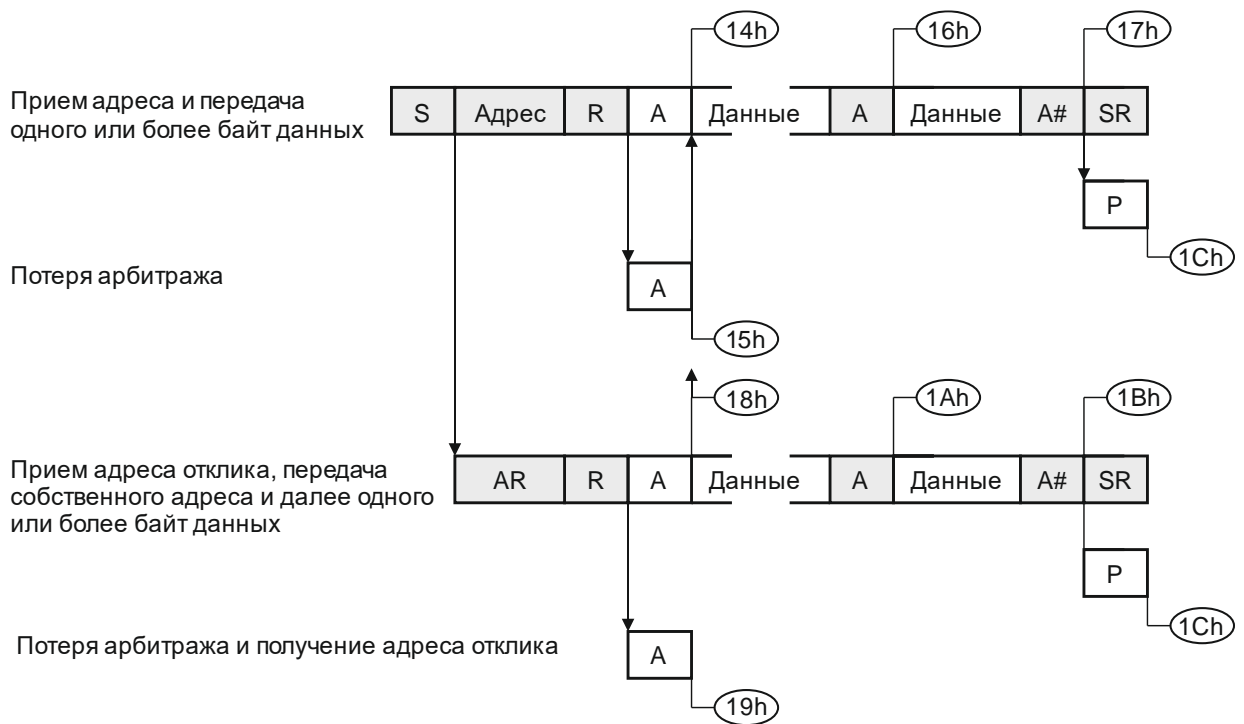 14h 16h 17h
Прием адреса и передача
одного или более байт данных
S Адрес R A Данные A Данные A# SR
P
1Ch
Потеря арбитража
A
15h
18h 1Ah 1Bh
Прием адреса отклика, передача
собственного адреса и далее одного
или более байт данных
AR R A Данные A Данные A# SR
P
1Ch
Потеря арбитража и получение адреса отклика
A
19h